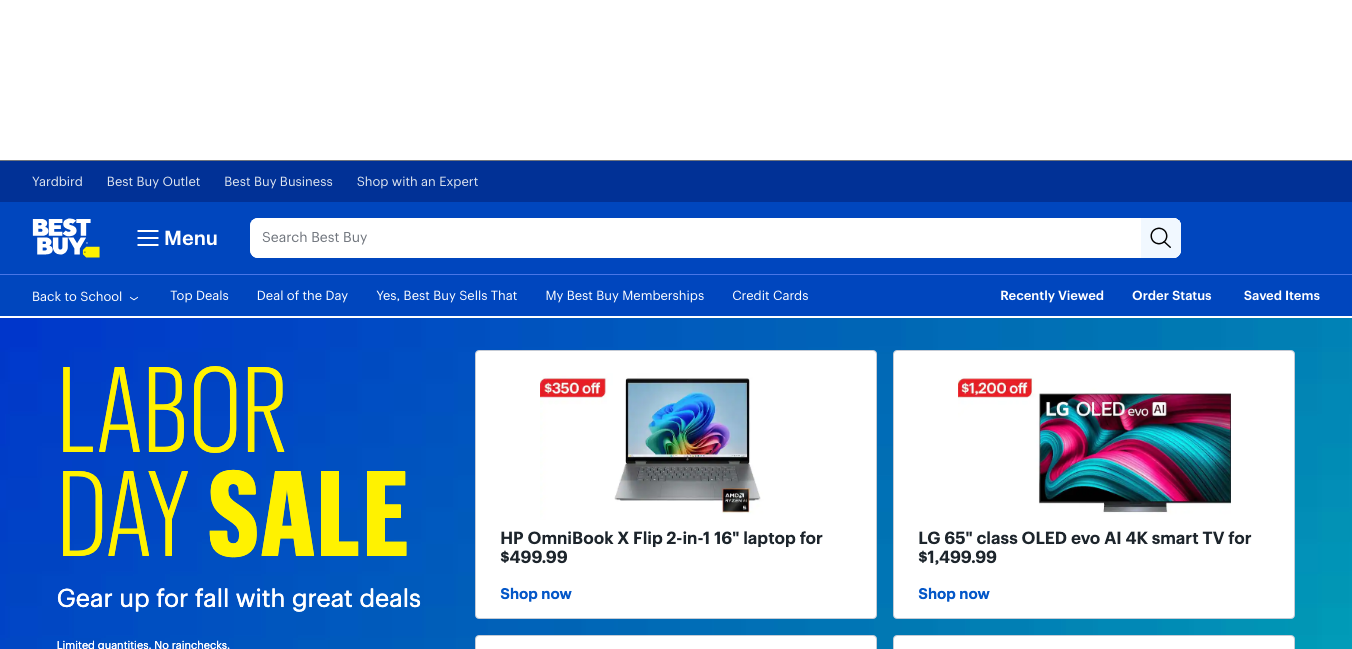 Yardbird Best Buy Outlet Best Buy Business Shop with an Expert
BEST
BUY
Menu
Search Best Buy
Back to School Top Deals Deal of the Day Yes, Best Buy Sells That My Best Buy Memberships Credit Cards Recently Viewed Order Status Saved Items
LABOR
DAY SALE
Gear up for fall with great deals
Limited quantities. No rainchecks.
$350 off
AMD
RYZEN AI
5
HP OmniBook X Flip 2-in-1 16" laptop for
$499.99
Shop now
$1,200 off
LG OLED evo AI
LG 65" class OLED evo AI 4K smart TV for
$1,499.99
Shop now